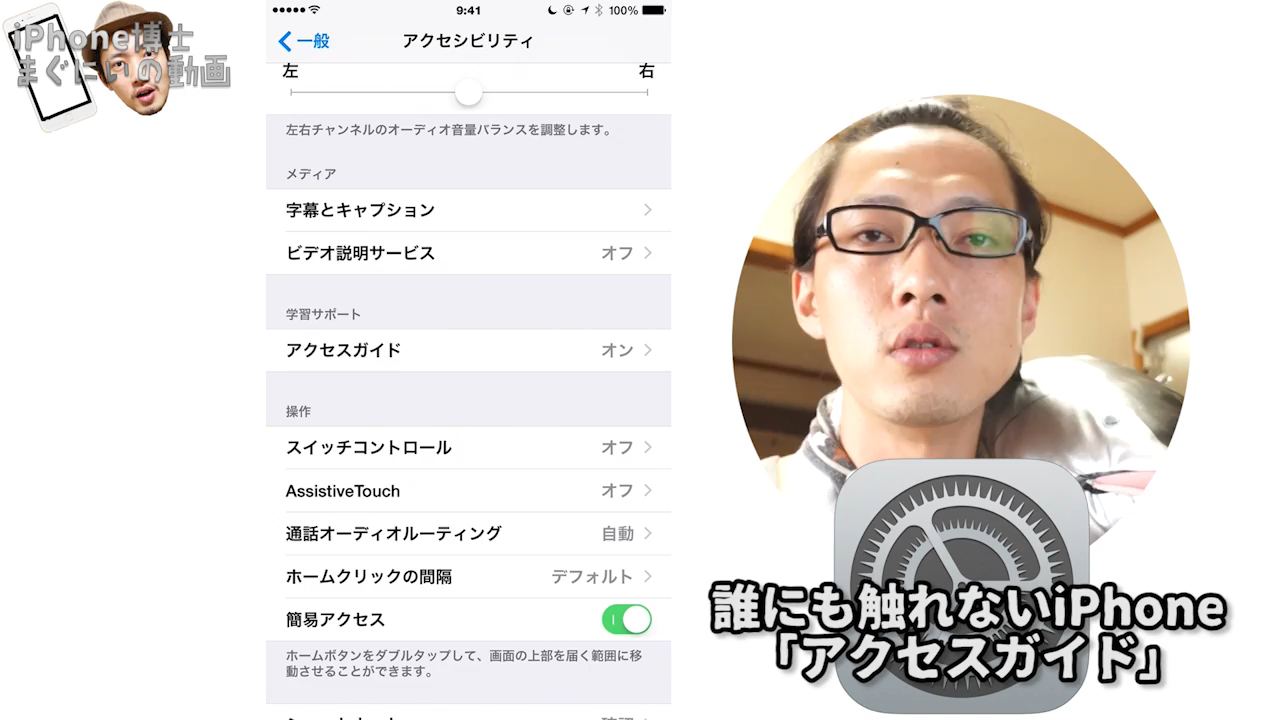 iPhone博士
まぐにぃの動画
9:41
100%
一般
アクセシビリティ
左
右
左右チャンネルのオーディオ音量バランスを調整します。
メディア
字幕とキャプション
ビデオ説明サービス オフ
学習サポート
アクセスガイド オン
操作
スイッチコントロール オフ
AssistiveTouch オフ
通話オーディオルーティング 自動
ホームクリックの間隔 デフォルト
簡易アクセス
ホームボタンをダブルタップして、画面の上部を届く範囲に移
動させることができます。
誰にも触れないiPhone
「アクセスガイド」